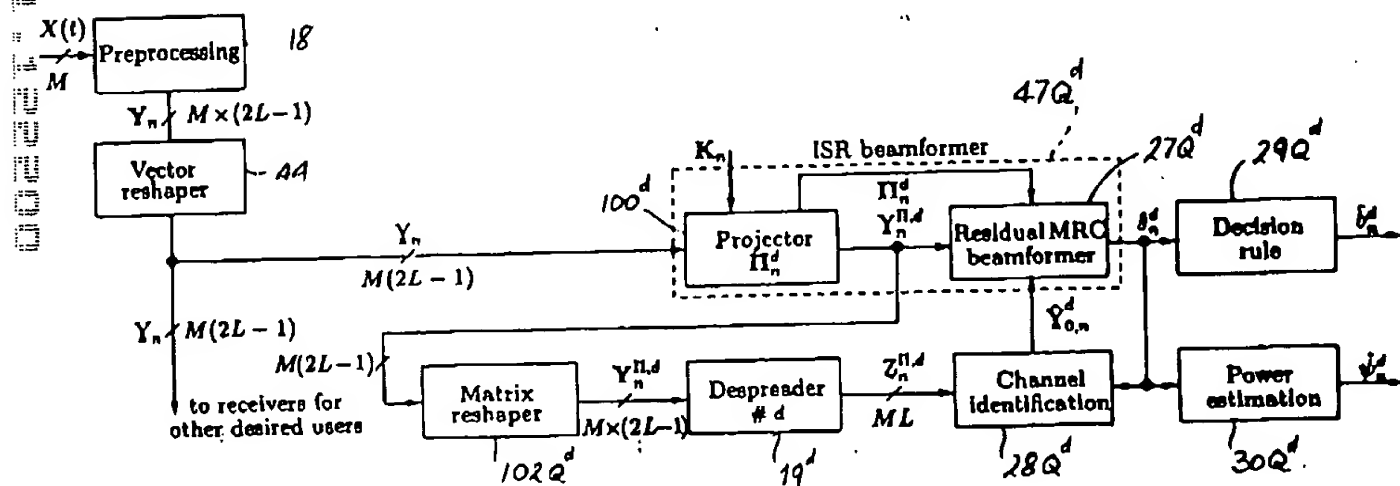 X(t)
M
Preprocessing
18
Y_n M×(2L−1)
Vector
reshaper
44
Y_n
M(2L − 1)
Y_n M(2L − 1)
to receivers for
other desired users
K_n
ISR beamformer
47Q^d
100^d
Projector
Π_n^d
Π_n^d
Y_n^{Π,d}
Residual MRC
beamformer
27Q^d
ŝ_n^d
Decision
rule
29Q^d
Ŷ_{0,n}^d
M(2L−1)
Matrix
reshaper
102Q^d
Y_n^{Π,d}
M×(2L−1)
Despreader
# d
19^d
Z_n^{Π,d}
ML
Channel
identification
28Q^d
Power
estimation
30Q^d